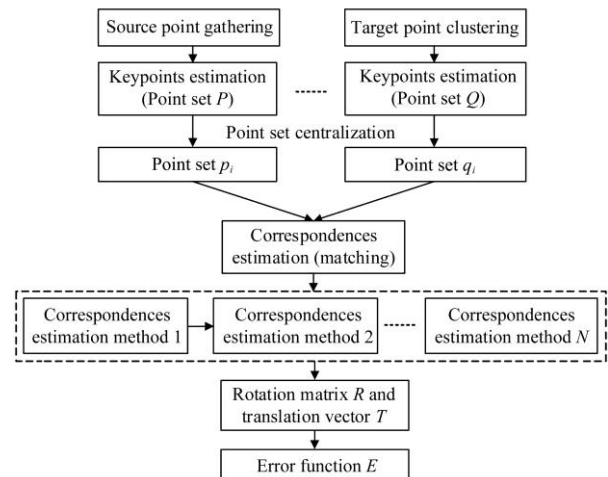 Source point gathering
Target point clustering
Keypoints estimation
(Point set P)
Keypoints estimation
(Point set Q)
Point set centralization
Point set pᵢ
Point set qᵢ
Correspondences
estimation (matching)
Correspondences
estimation method 1
Correspondences
estimation method 2
Correspondences
estimation method N
Rotation matrix R and
translation vector T
Error function E